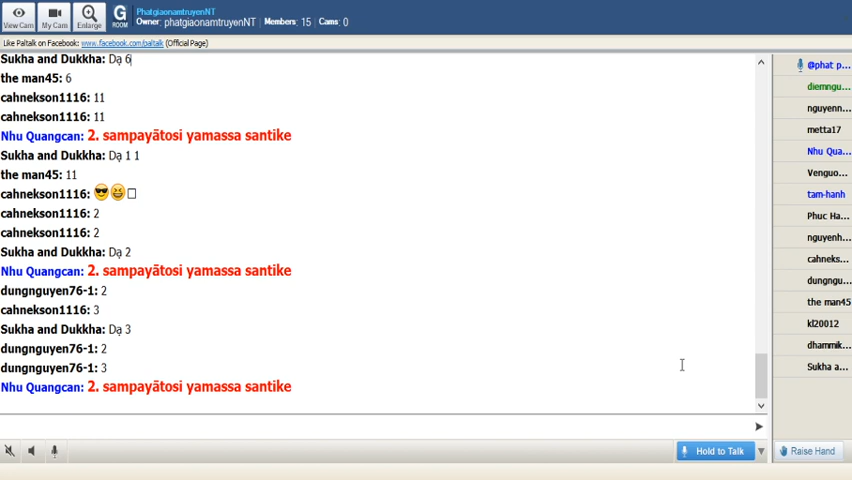 View Cam
My Cam
Enlarge
G
ROOM
PhatgiaonamtruyenNT
Owner: phatgiaonamtruyenNT Members: 15 Cams: 0
Like Paltalk on Facebook: www.facebook.com/paltalk (Official Page)
Sukha and Dukkha: Dạ 6
the man45: 6
cahnekson1116: 11
cahnekson1116: 11
Nhu Quangcan: 2. sampayātosi yamassa santike
Sukha and Dukkha: Dạ 1 1
the man45: 11
cahnekson1116: 😎😆
cahnekson1116: 2
cahnekson1116: 2
Sukha and Dukkha: Dạ 2
Nhu Quangcan: 2. sampayātosi yamassa santike
dungnguyen76-1: 2
cahnekson1116: 3
Sukha and Dukkha: Dạ 3
dungnguyen76-1: 2
dungnguyen76-1: 3
Nhu Quangcan: 2. sampayātosi yamassa santike
@phat p...
diemngu...
nguyenn...
metta17
Nhu Qua...
Venguo...
tam-hanh
Phuc Ha...
nguyenh...
cahneks...
dungngu...
the man45
kl20012
dhammik...
Sukha a...
Hold to Talk
Raise Hand